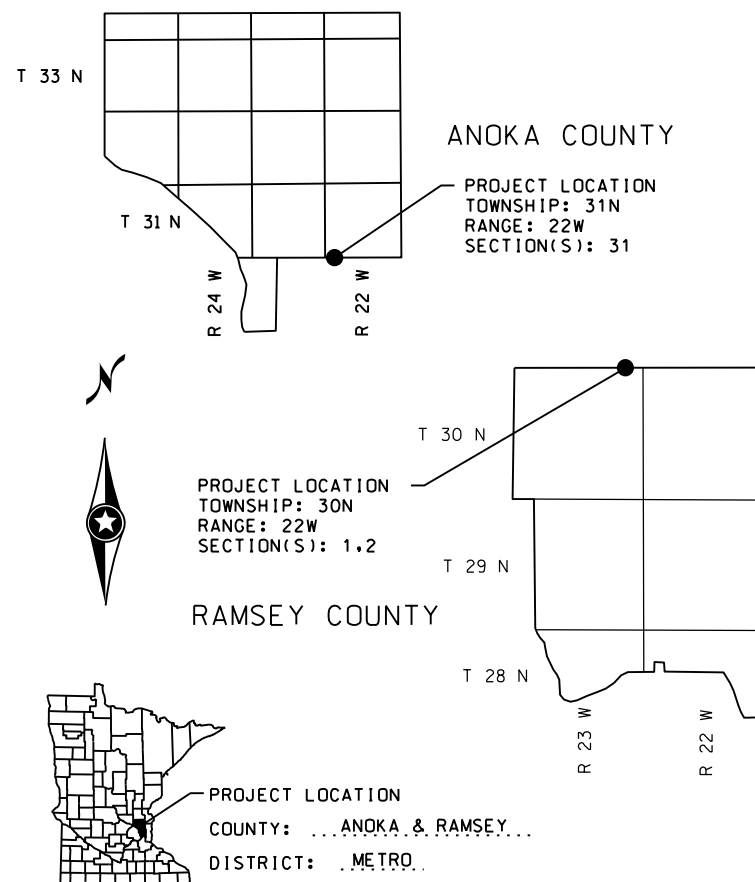 T 33 N
ANOKA COUNTY
PROJECT LOCATION
TOWNSHIP: 31N
RANGE: 22W
SECTION(S): 31
T 31 N
R 24 W
R 22 W
N
T 30 N
PROJECT LOCATION
TOWNSHIP: 30N
RANGE: 22W
SECTION(S): 1,2
T 29 N
RAMSEY COUNTY
T 28 N
R 23 W
R 22 W
PROJECT LOCATION
COUNTY: ANOKA & RAMSEY
DISTRICT: METRO